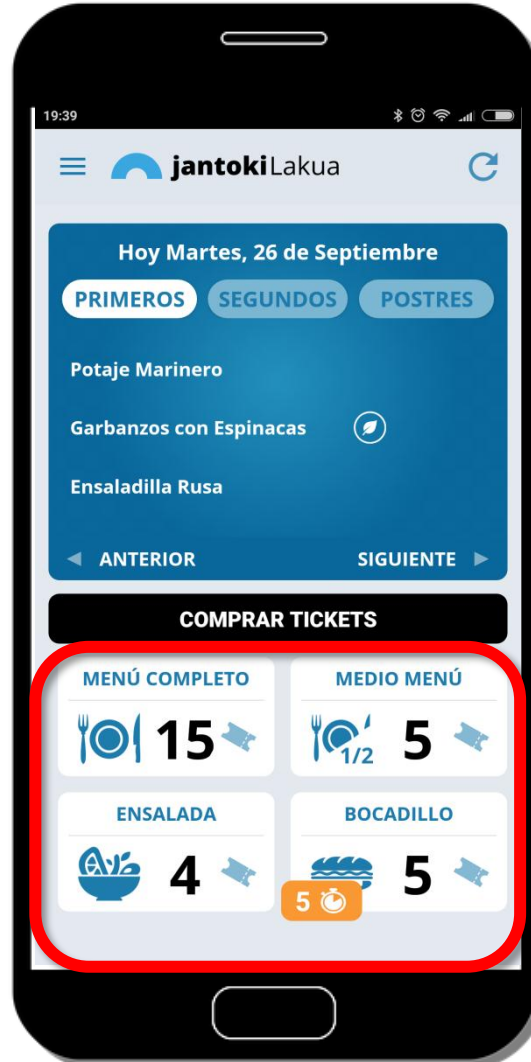 19:39
jantokiLakua
Hoy Martes, 26 de Septiembre
PRIMEROS SEGUNDOS POSTRES
Potaje Marinero
Garbanzos con Espinacas
Ensaladilla Rusa
ANTERIOR SIGUIENTE
COMPRAR TICKETS
MENÚ COMPLETO MEDIO MENÚ
15 1/2 5
ENSALADA BOCADILLO
4 5
5